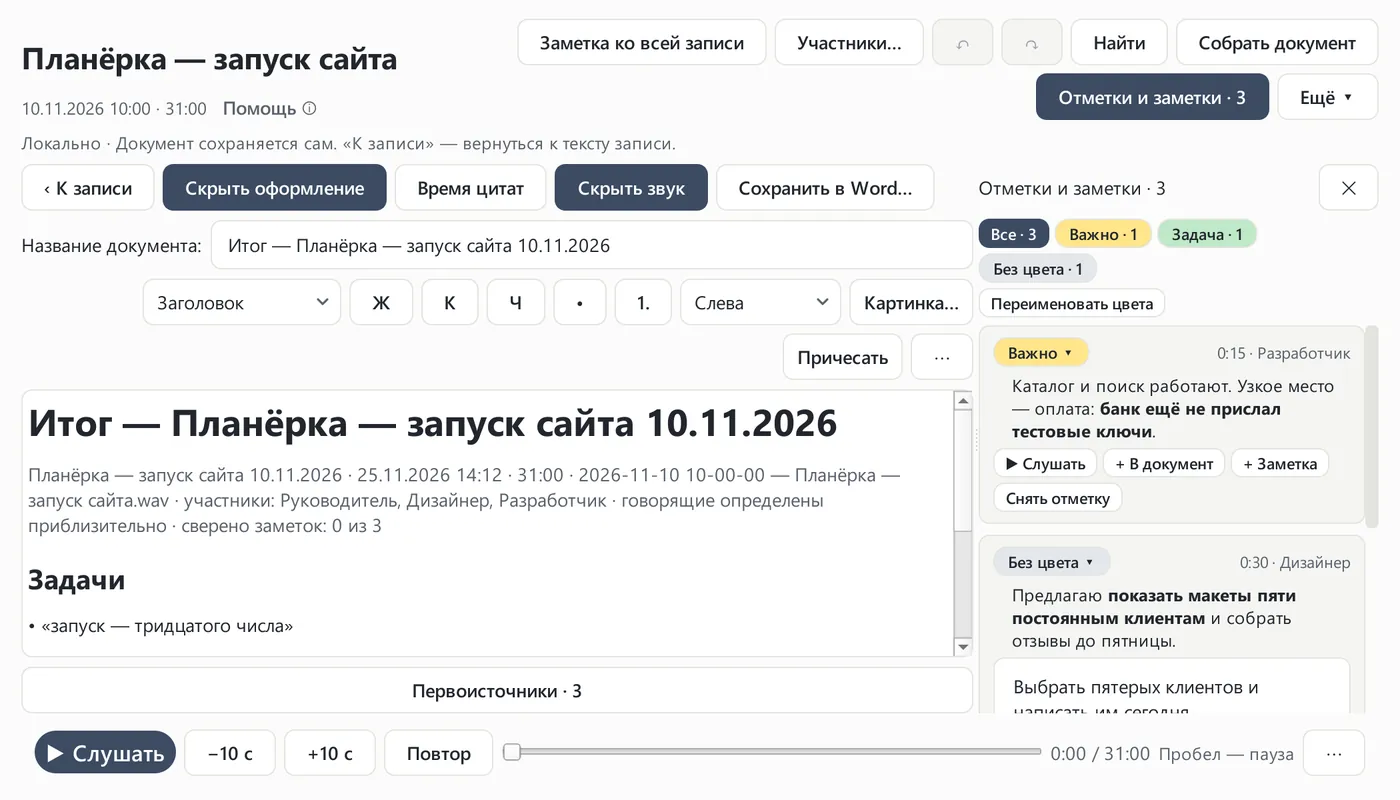 Планёрка — запуск сайта
Заметка ко всей записи
Участники...
Найти
Собрать документ
10.11.2026 10:00 · 31:00
Помощь ⓘ
Отметки и заметки · 3
Ещё ▾
Локально · Документ сохраняется сам. «К записи» — вернуться к тексту записи.
‹ К записи
Скрыть оформление
Время цитат
Скрыть звук
Сохранить в Word...
Название документа:
Итог — Планёрка — запуск сайта 10.11.2026
Заголовок
Ж
К
Ч
•
1.
Слева
Картинка...
Причесать
...
Итог — Планёрка — запуск сайта 10.11.2026
Планёрка — запуск сайта 10.11.2026 · 25.11.2026 14:12 · 31:00 · 2026-11-10 10-00-00 — Планёрка —
запуск сайта.wav · участники: Руководитель, Дизайнер, Разработчик · говорящие определены
приблизительно · сверено заметок: 0 из 3
Задачи
• «запуск — тридцатого числа»
Первоисточники · 3
Отметки и заметки · 3
×
Все · 3
Важно · 1
Задача · 1
Без цвета · 1
Переименовать цвета
Важно ▾
0:15 · Разработчик
Каталог и поиск работают. Узкое место
— оплата: банк ещё не прислал
тестовые ключи.
▶ Слушать
+ В документ
+ Заметка
Снять отметку
Без цвета ▾
0:30 · Дизайнер
Предлагаю показать макеты пяти
постоянным клиентам и собрать
отзывы до пятницы.
Выбрать пятерых клиентов и
написать им сегодня
▶ Слушать
−10 с
+10 с
Повтор
0:00 / 31:00
Пробел — пауза
...